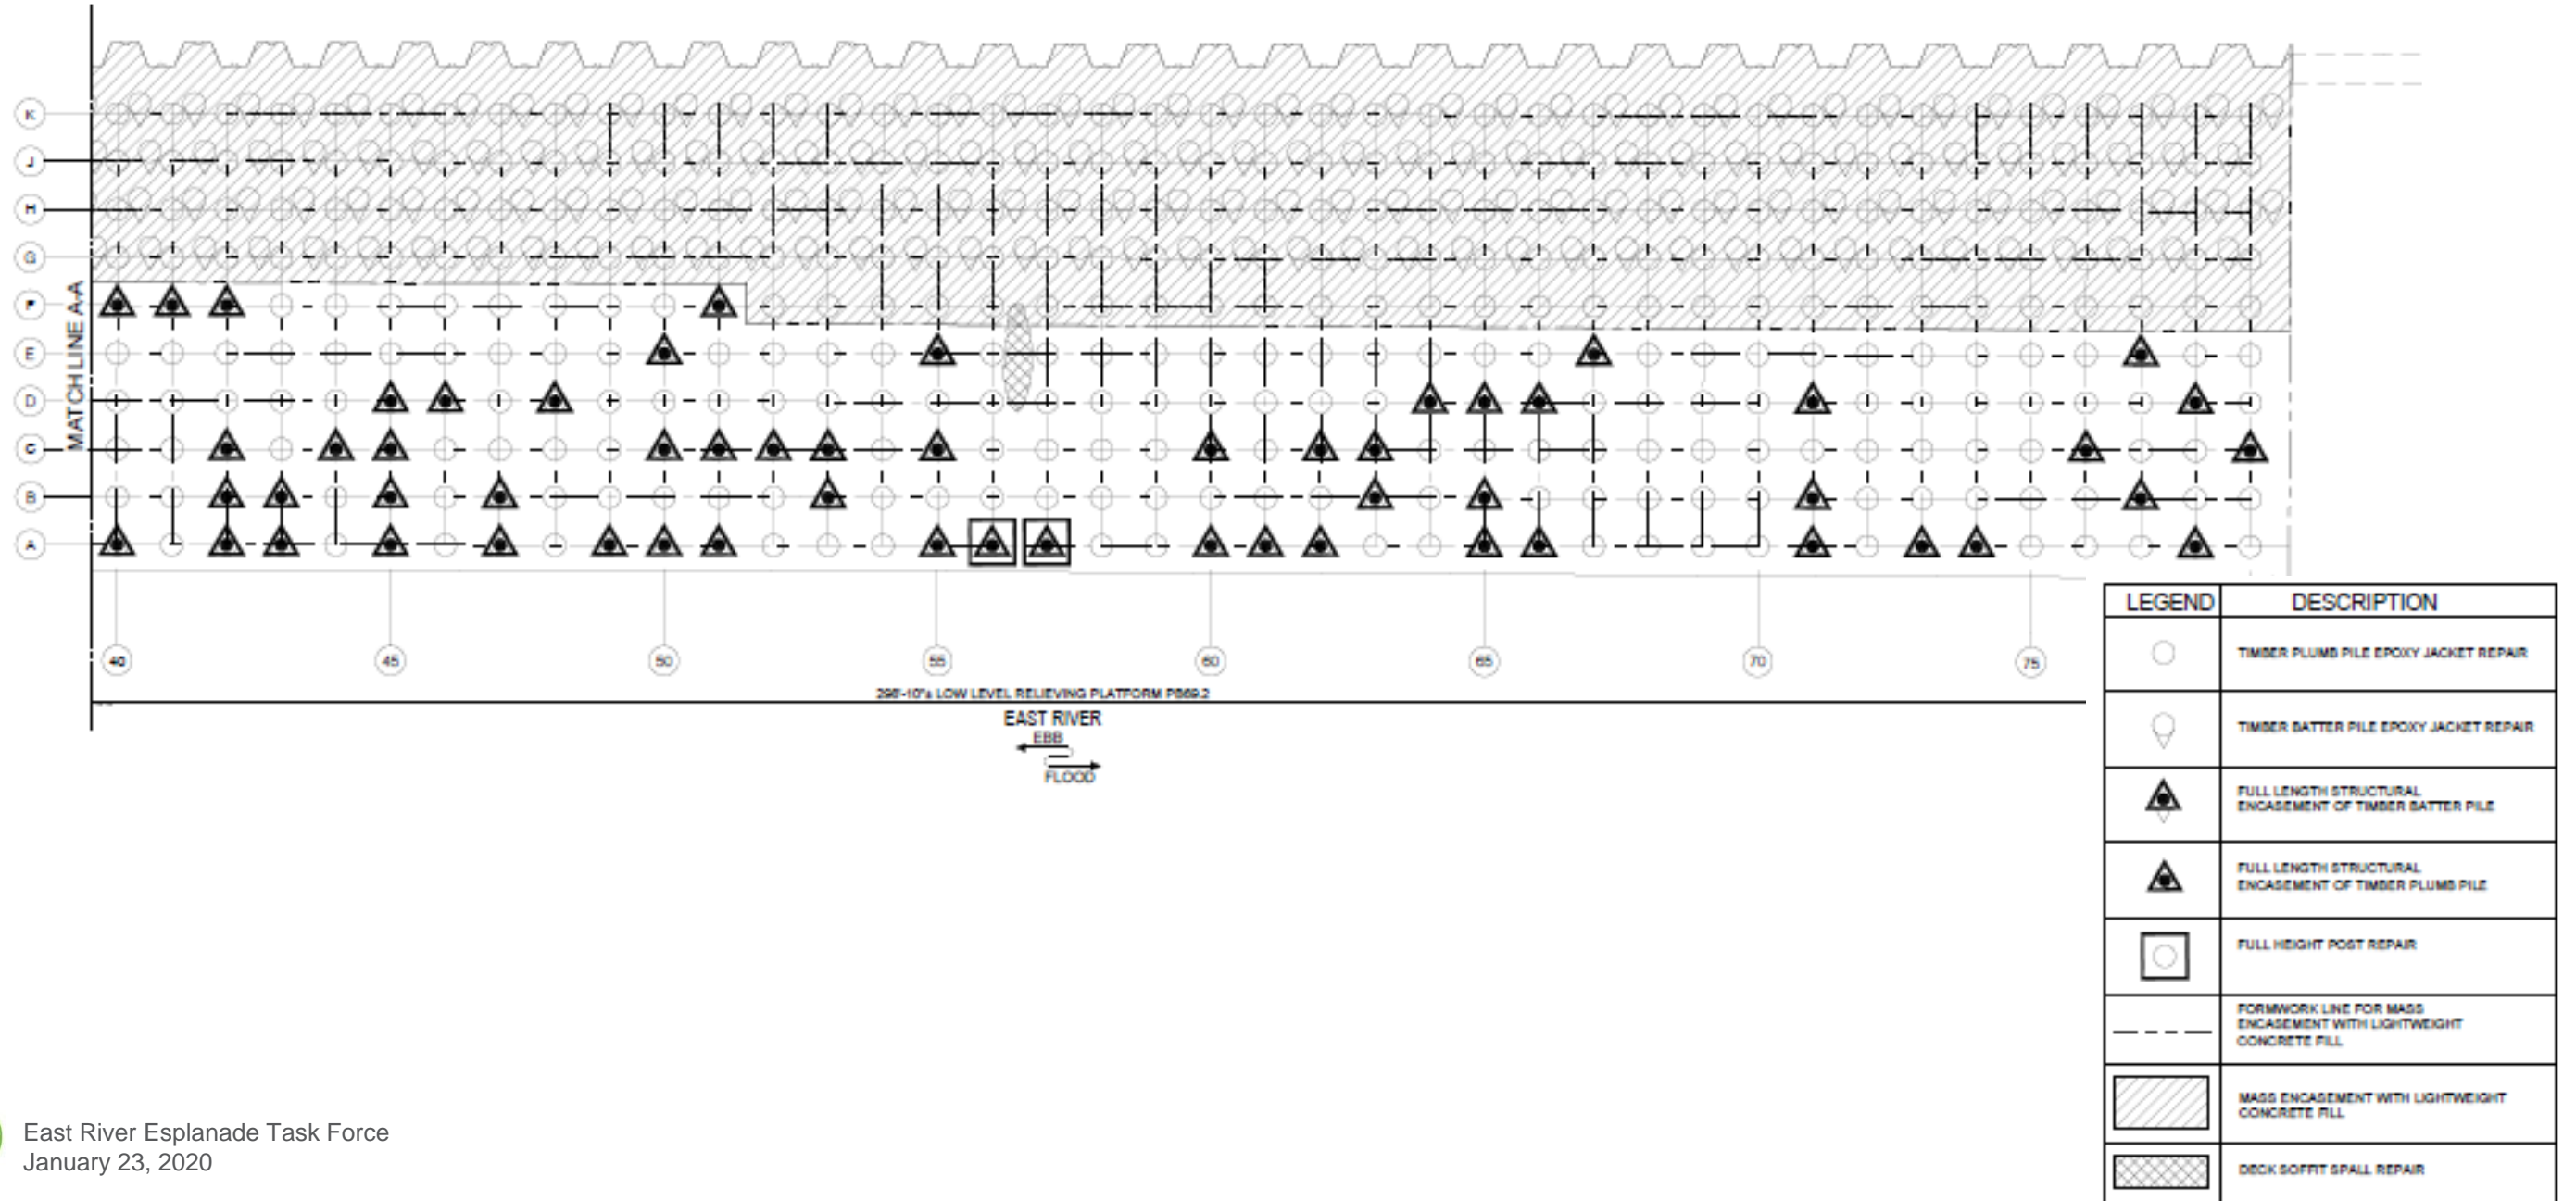 K
J
H
G
F
E
D
C
B
A
MATCH LINE A-A
40
45
50
55
60
65
70
75
LOW LEVEL RELIEVING PLATFORM
EAST RIVER
EBB
FLOOD
LEGEND DESCRIPTION
TIMBER PLUMB PILE EPOXY JACKET REPAIR
TIMBER BATTER PILE EPOXY JACKET REPAIR
FULL LENGTH STRUCTURAL
ENCASEMENT OF TIMBER BATTER PILE
FULL LENGTH STRUCTURAL
ENCASEMENT OF TIMBER PLUMB PILE
FULL HEIGHT POST REPAIR
FORMWORK LINE FOR MASS
ENCASEMENT WITH LIGHTWEIGHT
CONCRETE FILL
MASS ENCASEMENT WITH LIGHTWEIGHT
CONCRETE FILL
DECK SOFFIT SPALL REPAIR
East River Esplanade Task Force
January 23, 2020